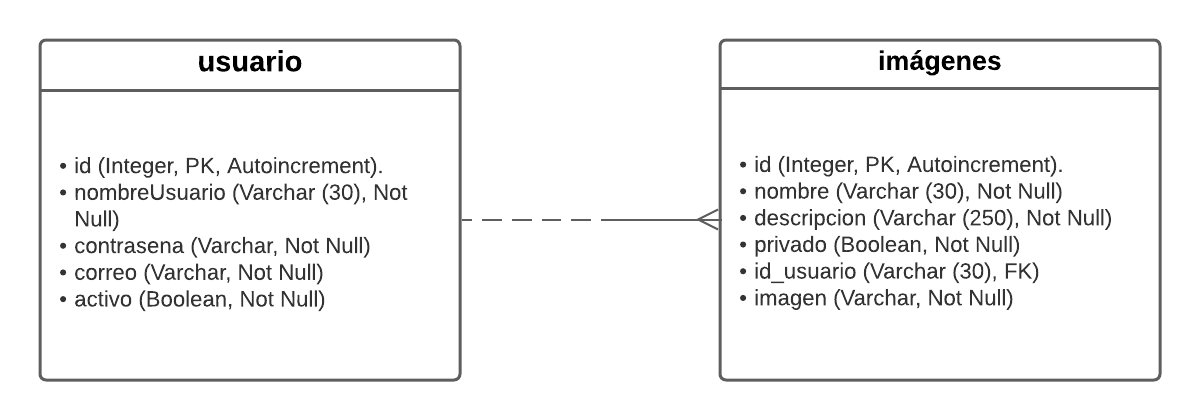 usuario
• id (Integer, PK, Autoincrement).
• nombreUsuario (Varchar (30), Not
Null)
• contrasena (Varchar, Not Null)
• correo (Varchar, Not Null)
• activo (Boolean, Not Null)
imágenes
• id (Integer, PK, Autoincrement).
• nombre (Varchar (30), Not Null)
• descripcion (Varchar (250), Not Null)
• privado (Boolean, Not Null)
• id_usuario (Varchar (30), FK)
• imagen (Varchar, Not Null)